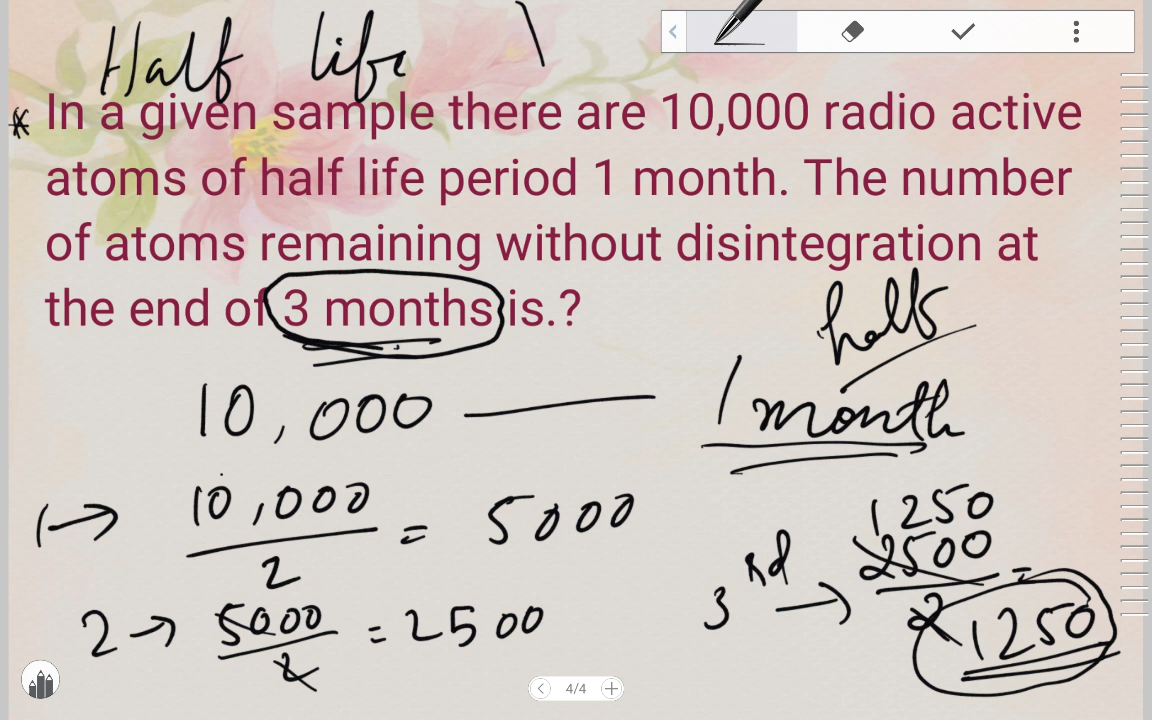 Half life
* In a given sample there are 10,000 radio active
atoms of half life period 1 month. The number
of atoms remaining without disintegration at
the end of 3 months is.?
half
10,000 — 1 month
1→ 10,000/2 = 5000
2→ 5000/2 = 2500
1250
3rd → 2500/2 = 1250
4/4